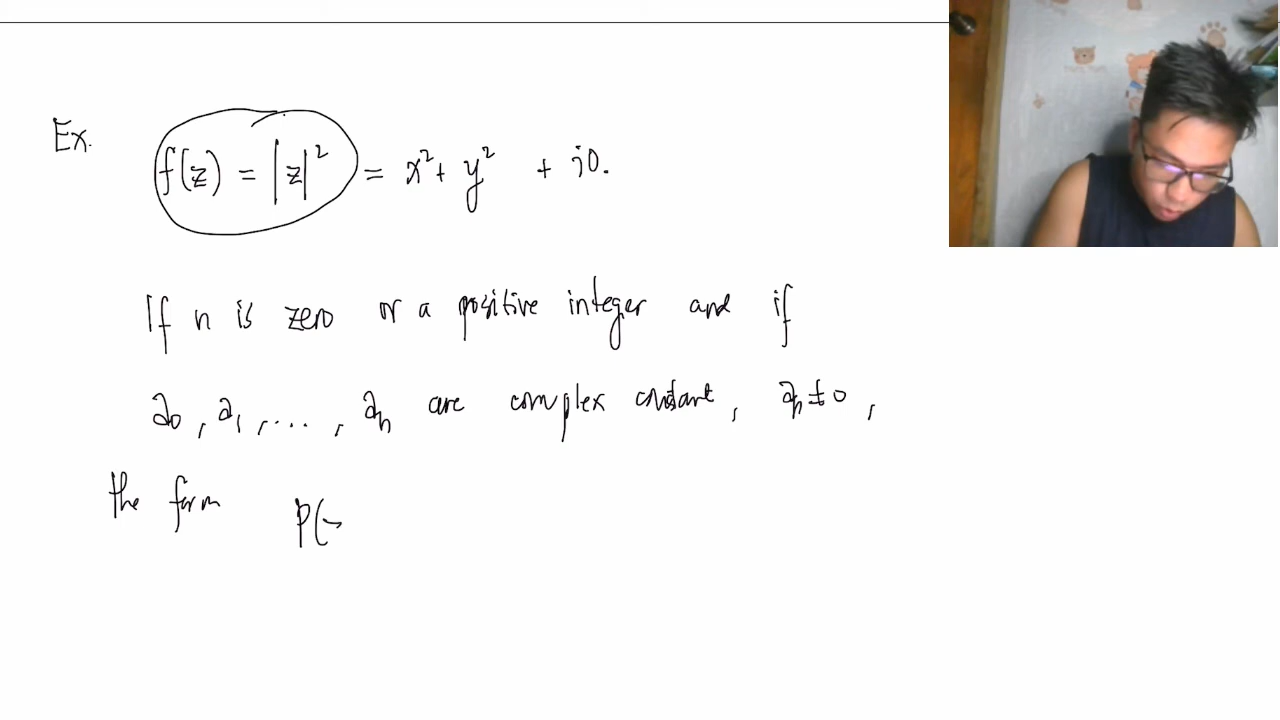 Ex. f(z) = |z|² = x² + y² + j0.
If n is zero or a positive integer and if
a₀, a₁, ..., aₙ are complex constant, aₙ ≠ 0,
the form P(